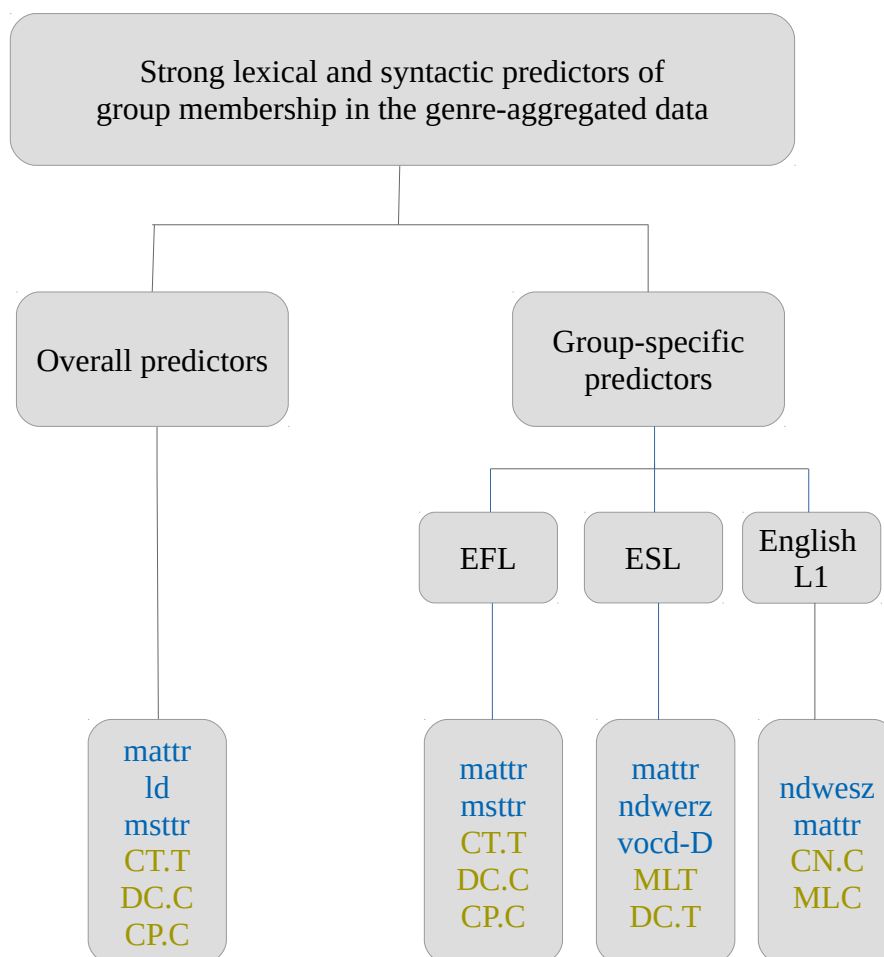 Strong lexical and syntactic predictors of
group membership in the genre-aggregated data
Overall predictors
Group-specific
predictors
EFL
ESL
English
L1
mattr
ld
msttr
CT.T
DC.C
CP.C
mattr
msttr
CT.T
DC.C
CP.C
mattr
ndwerz
vocd-D
MLT
DC.T
ndwesz
mattr
CN.C
MLC